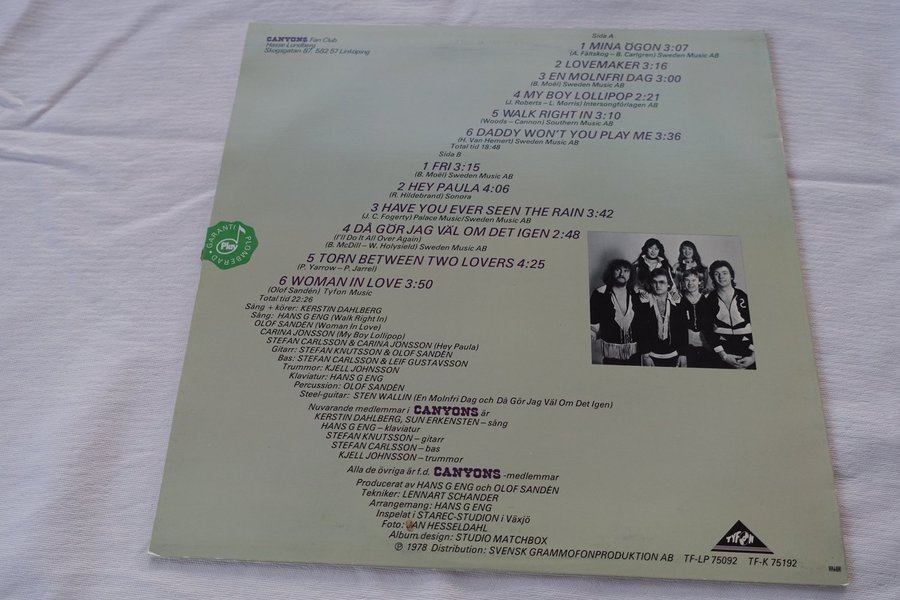 CANYONS Fan Club
Hasse Lundberg
Skogsgatan 87, 582 57 Linköping
Sida A
1 MINA ÖGON 3:07
(A. Fältskog – B. Carlgren) Sweden Music AB
2 LOVEMAKER 3:16
3 EN MOLNFRI DAG 3:00
(B. Moël) Sweden Music AB
4 MY BOY LOLLIPOP 2:21
(J. Roberts – L. Morris) Intersongförlagen AB
5 WALK RIGHT IN 3:10
(Woods – Cannon) Southern Music AB
6 DADDY WON'T YOU PLAY ME 3:36
(H. Van Hemert) Sweden Music AB
Total tid 18:48
Sida B
1 FRI 3:15
(B. Moël) Sweden Music AB
2 HEY PAULA 4:06
(R. Hildebrand) Sonora
3 HAVE YOU EVER SEEN THE RAIN 3:42
(J. C. Fogerty) Palace Music/Sweden Music AB
4 DÅ GÖR JAG VÄL OM DET IGEN 2:48
(I'll Do It All Over Again)
(B. McDill – W. Holysield) Sweden Music AB
5 TORN BETWEEN TWO LOVERS 4:25
(P. Yarrow – P. Jarrel)
6 WOMAN IN LOVE 3:50
(Olof Sandén) Tyfon Music
Total tid 22:26
GARANTI
Play
PLOMBERAD
Sång + körer: KERSTIN DAHLBERG
Sång: HANS G ENG (Walk Right In)
OLOF SANDÉN (Woman In Love)
CARINA JONSSON (My Boy Lollipop)
STEFAN CARLSSON & CARINA JONSSON (Hey Paula)
Gitarr: STEFAN KNUTSSON & OLOF SANDÉN
Bas: STEFAN CARLSSON & LEIF GUSTAVSSON
Trummor: KJELL JOHNSSON
Klaviatur: HANS G ENG
Percussion: OLOF SANDÉN
Steel-guitar: STEN WALLIN (En Molnfri Dag och Då Gör Jag Väl Om Det Igen)
Nuvarande medlemmar i CANYONS är
KERSTIN DAHLBERG, SUN ERKENSTEN – sång
HANS G ENG – klaviatur
STEFAN KNUTSSON – gitarr
STEFAN CARLSSON – bas
KJELL JOHNSSON – trummor
Alla de övriga är f.d. CANYONS -medlemmar
Producerat av HANS G ENG och OLOF SANDÉN
Tekniker: LENNART SCHANDER
Arrangemang: HANS G ENG
Inspelat i STAREC-STUDION i Växjö
Foto: JAN HESSELDAHL
Album design: STUDIO MATCHBOX
℗ 1978 Distribution: SVENSK GRAMMOFONPRODUKTION AB TF-LP 75092 TF-K 75192
TYFON